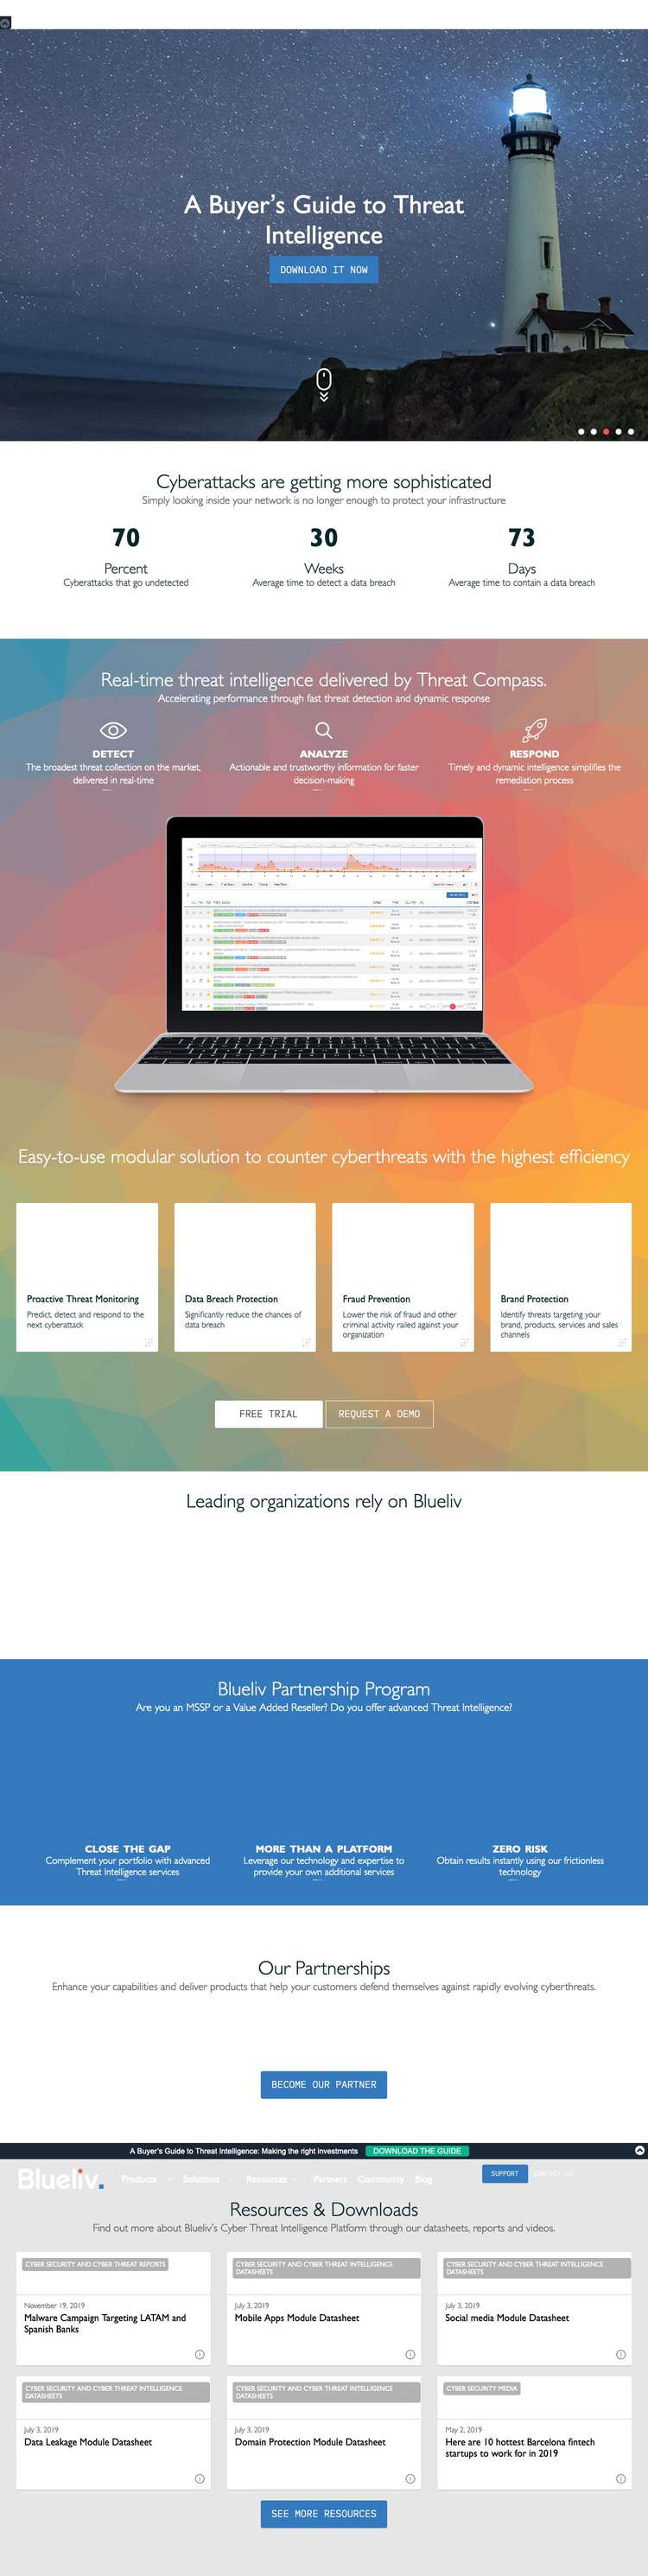 A Buyer's Guide to Threat
Intelligence
DOWNLOAD IT NOW
Cyberattacks are getting more sophisticated
Simply looking inside your network is no longer enough to protect your infrastructure
70
30
73
Percent
Weeks
Days
Cyberattacks that go undetected
Average time to detect a data breach
Average time to contain a data breach
Real-time threat intelligence delivered by Threat Compass.
Accelerating performance through fast threat detection and dynamic response
DETECT
The broadest threat collection on the market,
delivered in real-time
ANALYZE
Actionable and trustworthy information for faster
decision-making
RESPOND
Timely and dynamic intelligence simplifies the
remediation process
Easy-to-use modular solution to counter cyberthreats with the highest efficiency
Proactive Threat Monitoring
Predict, detect and respond to the
next cyberattack
Data Breach Protection
Significantly reduce the chances of
data breach
Fraud Prevention
Lower the risk of fraud and other
criminal activity railed against your
organization
Brand Protection
Identify threats targeting your
brand, products, services and sales
channels
FREE TRIAL
REQUEST A DEMO
Leading organizations rely on Blueliv
Blueliv Partnership Program
Are you an MSSP or a Value Added Reseller? Do you offer advanced Threat Intelligence?
CLOSE THE GAP
Complement your portfolio with advanced
Threat Intelligence services
MORE THAN A PLATFORM
Leverage our technology and expertise to
provide your own additional services
ZERO RISK
Obtain results instantly using our frictionless
technology
Our Partnerships
Enhance your capabilities and deliver products that help your customers defend themselves against rapidly evolving cyberthreats.
BECOME OUR PARTNER
A Buyer's Guide to Threat Intelligence: Making the right investments
DOWNLOAD THE GUIDE
Blueliv.
Products
Solutions
Resources
Partners
Community
Blog
SUPPORT
CONTACT US
Resources & Downloads
Find out more about Blueliv's Cyber Threat Intelligence Platform through our datasheets, reports and videos.
CYBER SECURITY AND CYBER THREAT REPORTS
November 19, 2019
Malware Campaign Targeting LATAM and
Spanish Banks
CYBER SECURITY AND CYBER THREAT INTELLIGENCE
DATASHEETS
July 3, 2019
Mobile Apps Module Datasheet
CYBER SECURITY AND CYBER THREAT INTELLIGENCE
DATASHEETS
July 3, 2019
Social media Module Datasheet
CYBER SECURITY AND CYBER THREAT INTELLIGENCE
DATASHEETS
July 3, 2019
Data Leakage Module Datasheet
CYBER SECURITY AND CYBER THREAT INTELLIGENCE
DATASHEETS
July 3, 2019
Domain Protection Module Datasheet
CYBER SECURITY MEDIA
May 2, 2019
Here are 10 hottest Barcelona fintech
startups to work for in 2019
SEE MORE RESOURCES